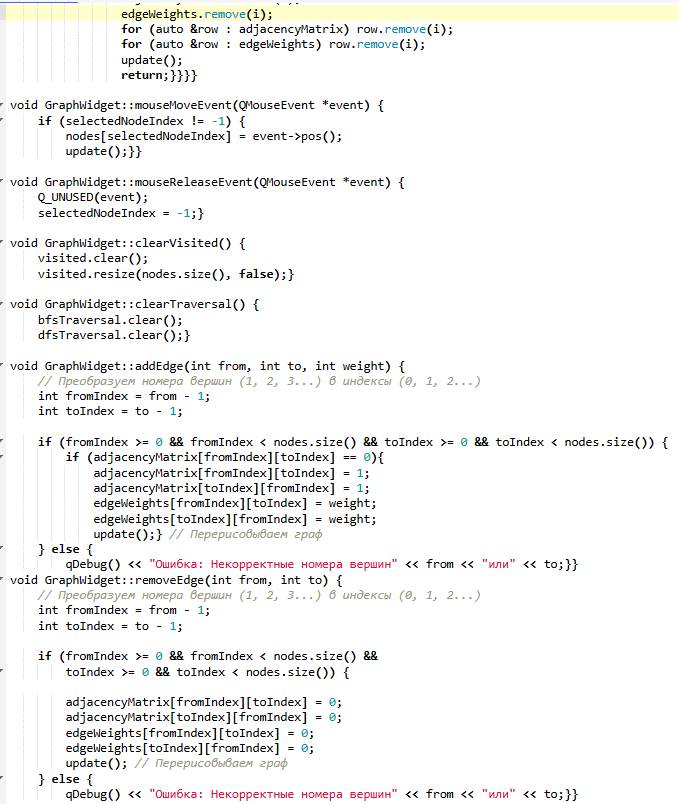 edgeWeights.remove(i);
for (auto &row : adjacencyMatrix) row.remove(i);
for (auto &row : edgeWeights) row.remove(i);
update();
return;}}}}
void GraphWidget::mouseMoveEvent(QMouseEvent *event) {
if (selectedNodeIndex != -1) {
nodes[selectedNodeIndex] = event->pos();
update();}}
void GraphWidget::mouseReleaseEvent(QMouseEvent *event) {
Q_UNUSED(event);
selectedNodeIndex = -1;}
void GraphWidget::clearVisited() {
visited.clear();
visited.resize(nodes.size(), false);}
void GraphWidget::clearTraversal() {
bfsTraversal.clear();
dfsTraversal.clear();}
void GraphWidget::addEdge(int from, int to, int weight) {
// Преобразуем номера вершин (1, 2, 3...) в индексы (0, 1, 2...)
int fromIndex = from - 1;
int toIndex = to - 1;
if (fromIndex >= 0 && fromIndex < nodes.size() && toIndex >= 0 && toIndex < nodes.size()) {
if (adjacencyMatrix[fromIndex][toIndex] == 0){
adjacencyMatrix[fromIndex][toIndex] = 1;
adjacencyMatrix[toIndex][fromIndex] = 1;
edgeWeights[fromIndex][toIndex] = weight;
edgeWeights[toIndex][fromIndex] = weight;
update();} // Перерисовываем граф
} else {
qDebug() << "Ошибка: Некорректные номера вершин" << from << "или" << to;}}
void GraphWidget::removeEdge(int from, int to) {
// Преобразуем номера вершин (1, 2, 3...) в индексы (0, 1, 2...)
int fromIndex = from - 1;
int toIndex = to - 1;
if (fromIndex >= 0 && fromIndex < nodes.size() &&
toIndex >= 0 && toIndex < nodes.size()) {
adjacencyMatrix[fromIndex][toIndex] = 0;
adjacencyMatrix[toIndex][fromIndex] = 0;
edgeWeights[fromIndex][toIndex] = 0;
edgeWeights[toIndex][fromIndex] = 0;
update(); // Перерисовываем граф
} else {
qDebug() << "Ошибка: Некорректные номера вершин" << from << "или" << to;}}